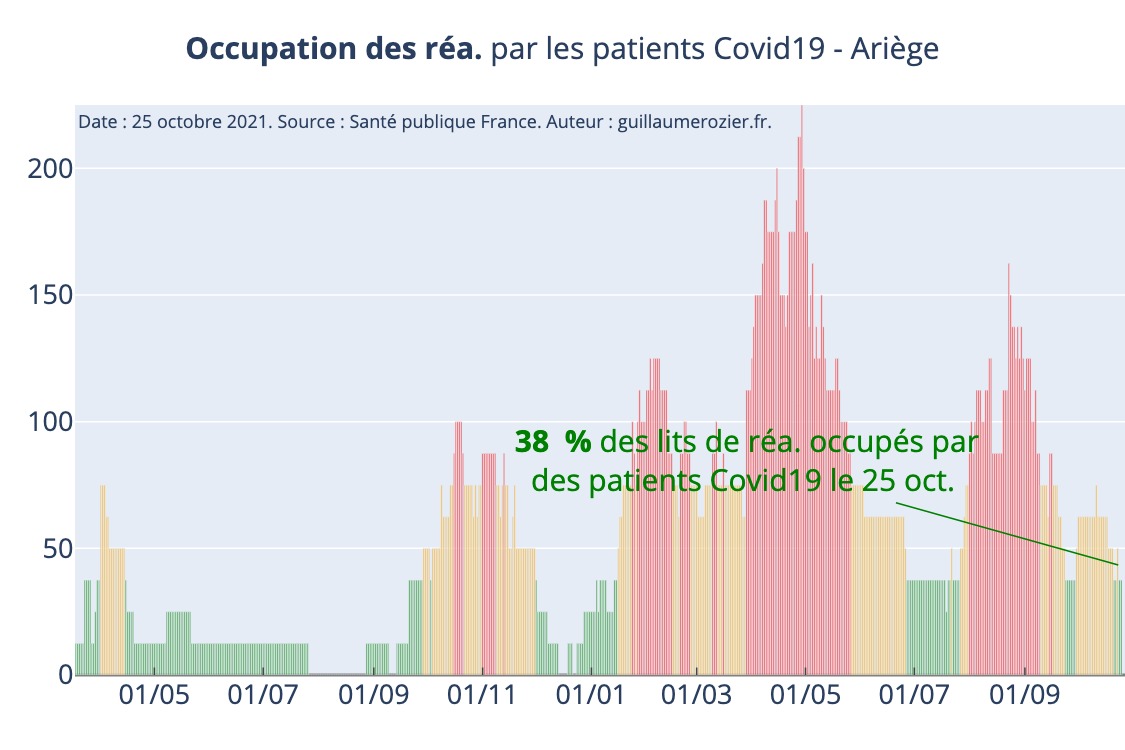 Occupation des réa. par les patients Covid19 - Ariège
Date : 25 octobre 2021. Source : Santé publique France. Auteur : guillaumerozier.fr.
200
150
100
38  % des lits de réa. occupés par
des patients Covid19 le 25 oct.
50
0
01/05 01/07 01/09 01/11 01/01 01/03 01/05 01/07 01/09